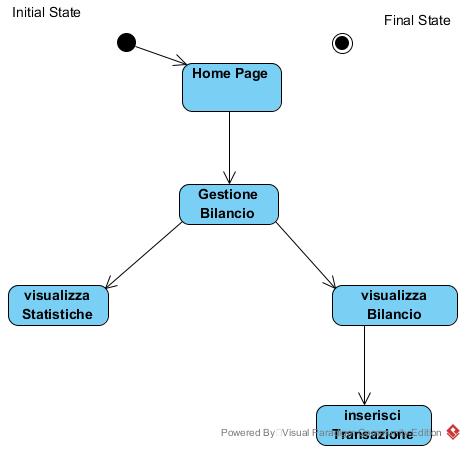 Initial State
Final State
Home Page
Gestione
Bilancio
visualizza
Statistiche
visualizza
Bilancio
inserisci
Transazione
Powered By Visual Paradigm Community Edition